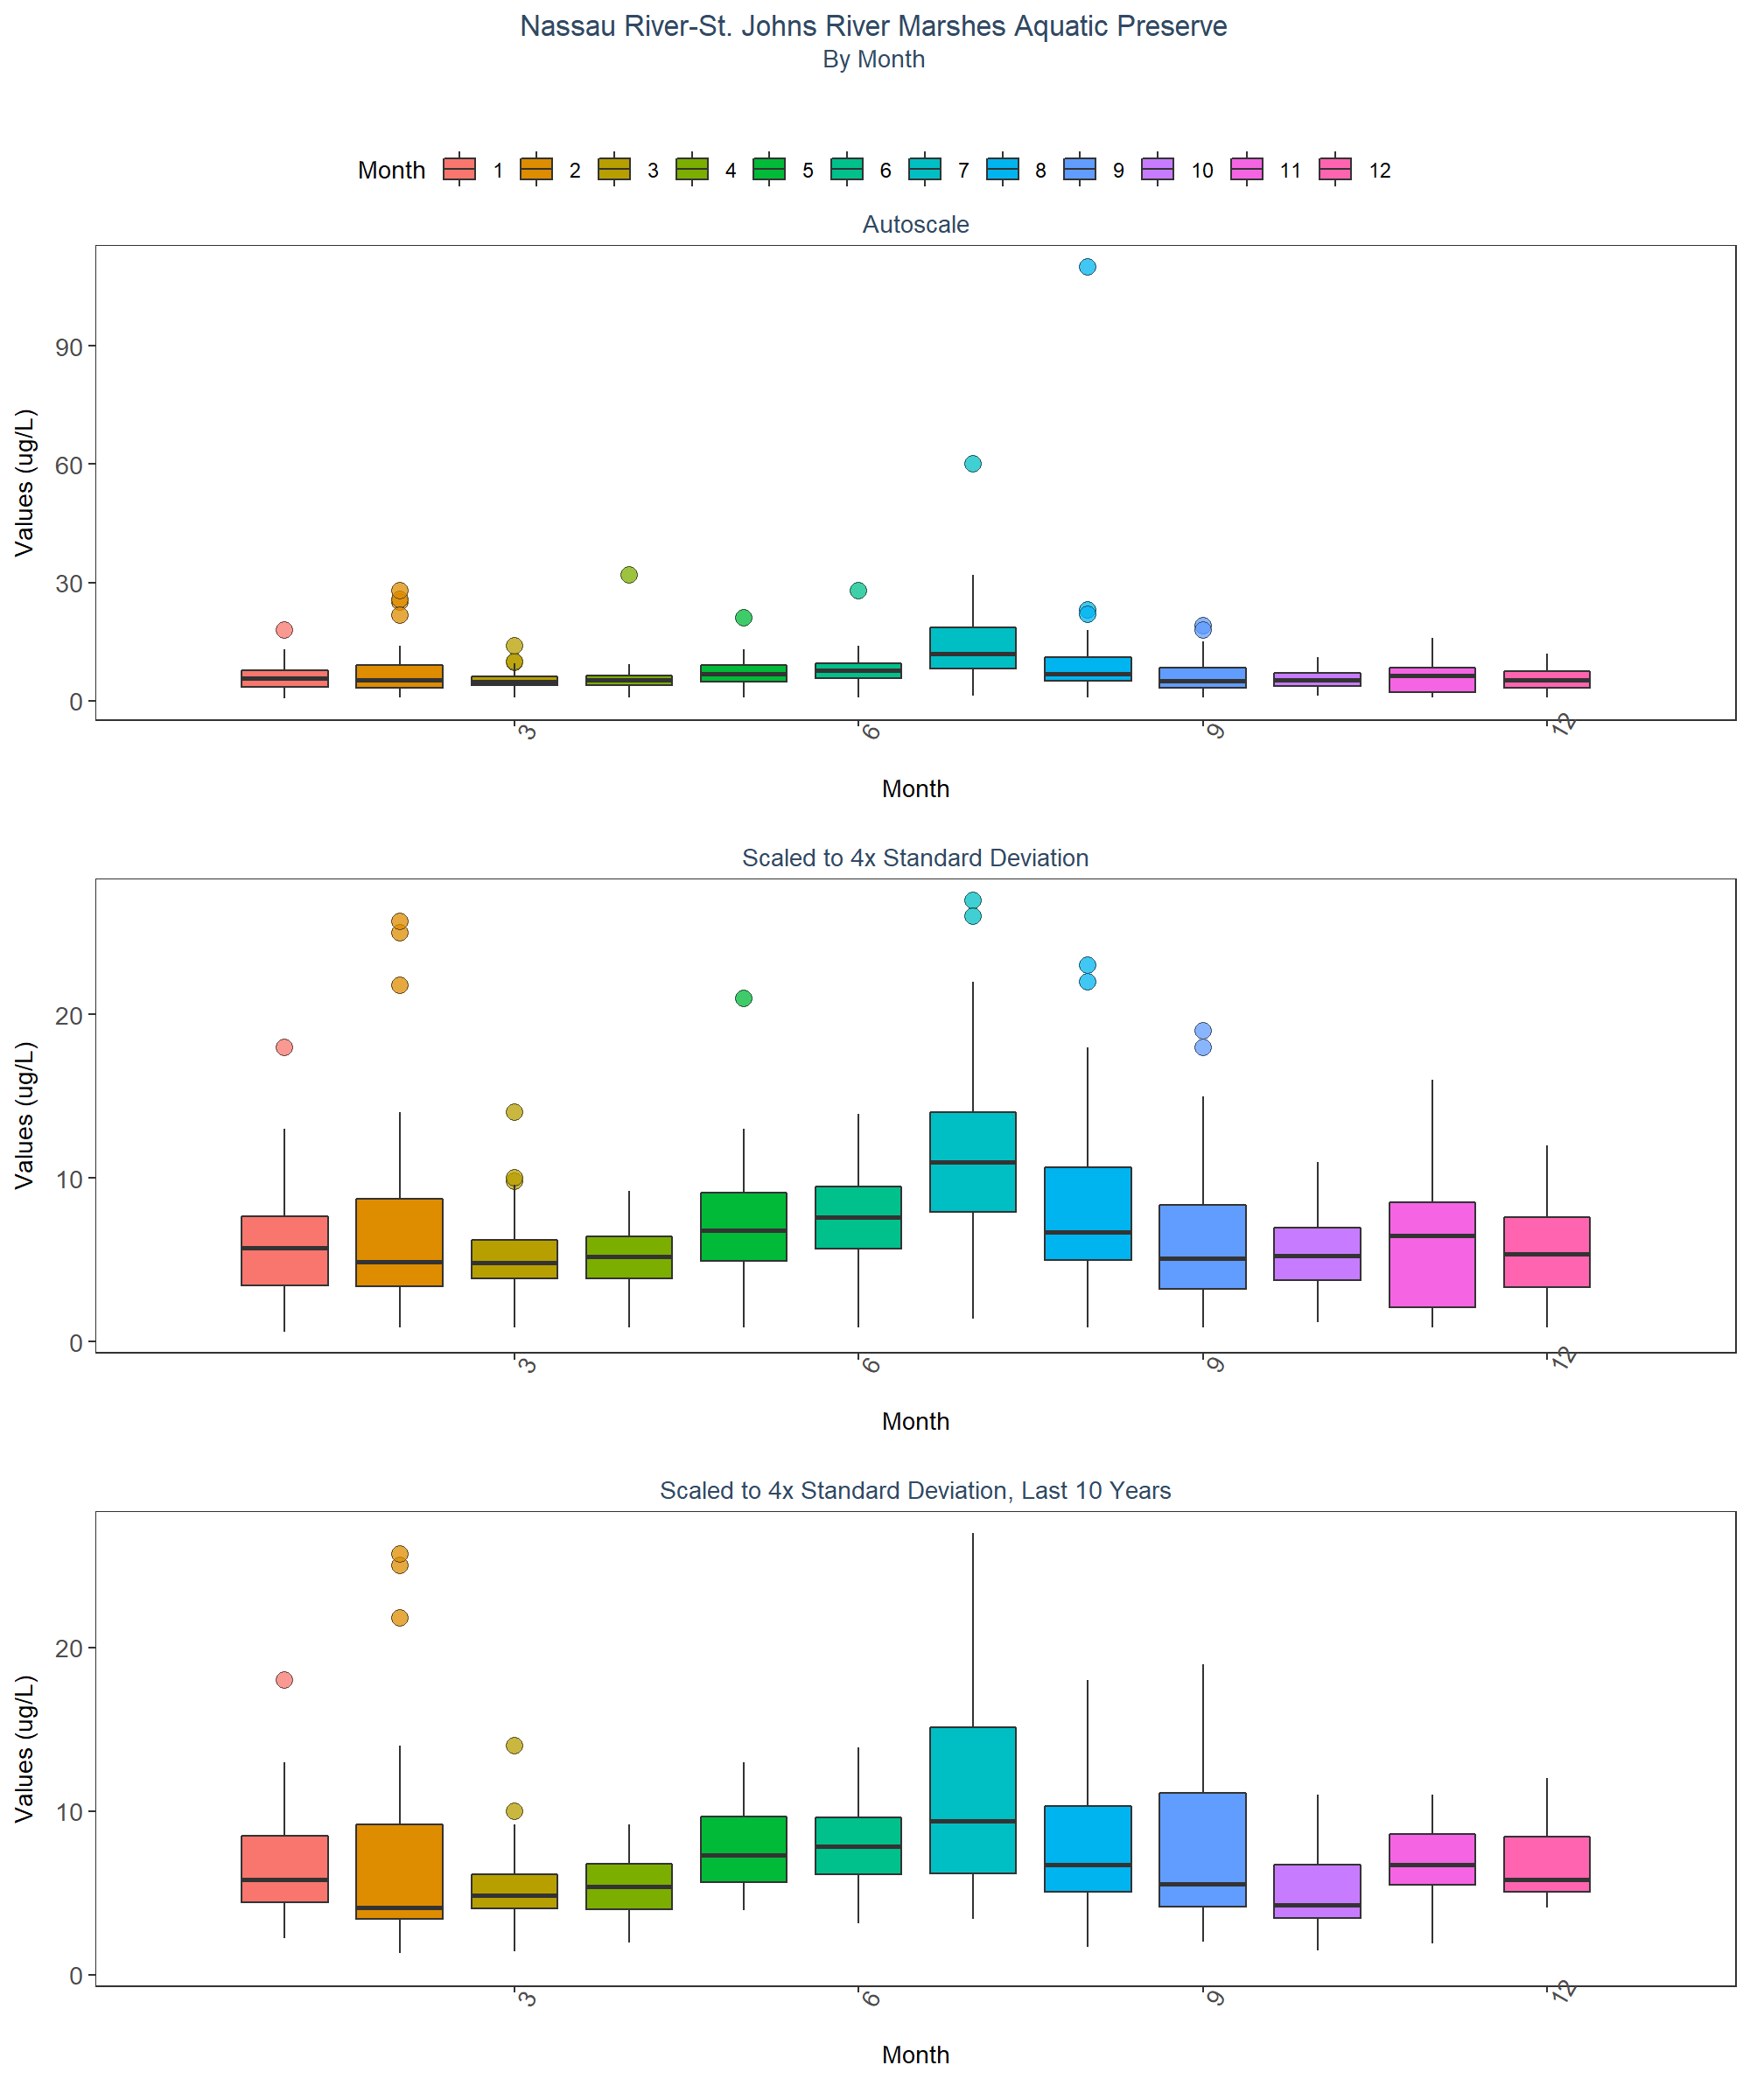 Nassau River-St. Johns River Marshes Aquatic Preserve
By Month
Month 1 2 3 4 5 6 7 8 9 10 11 12
Autoscale
Values (ug/L)
90
60
30
0
3 6 9 12
Month
Scaled to 4x Standard Deviation
Values (ug/L)
20
10
0
3 6 9 12
Month
Scaled to 4x Standard Deviation, Last 10 Years
Values (ug/L)
20
10
0
3 6 9 12
Month